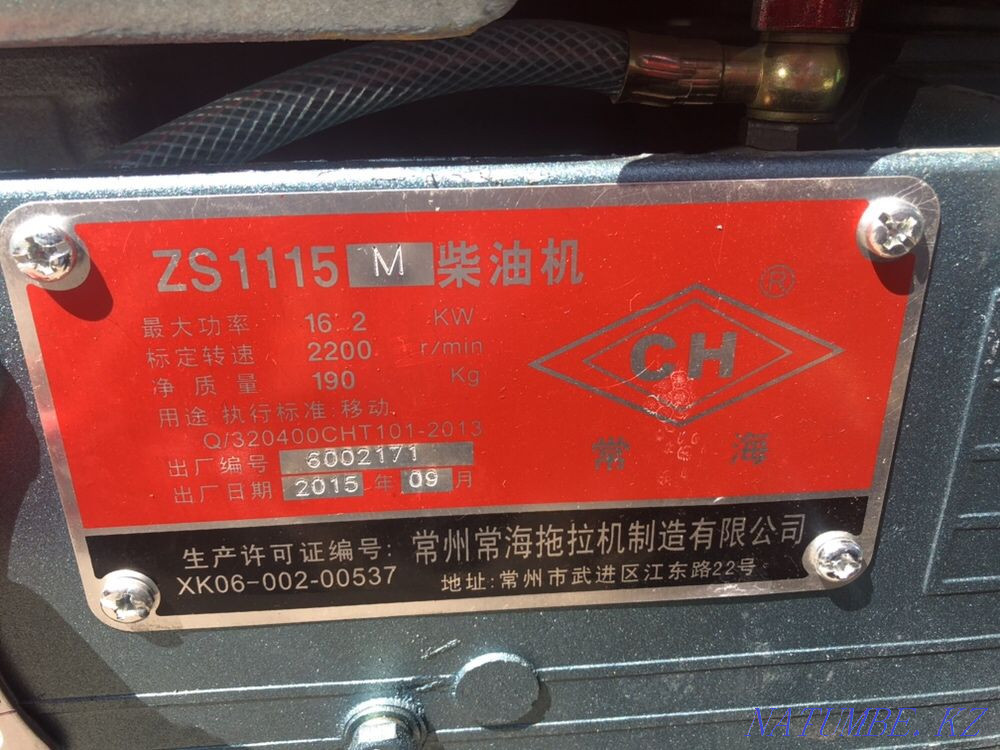 ZS1115 M 柴油机
最大功率 16.2 KW
标定转速 2200 r/min
净质量 190 Kg
用途 执行标准:移动.
Q/320400CHT101-2013
出厂编号 6002171
出厂日期 2015 年 09 月
®
CH
常海
生产许可证编号:
XK06-002-00537
常州常海拖拉机制造有限公司
地址:常州市武进区江东路22号
NATUMBE.KZ